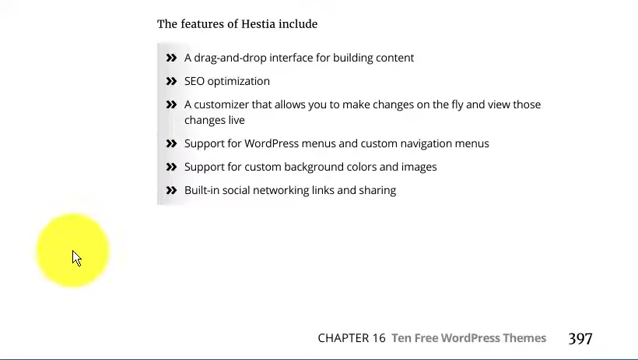 The features of Hestia include
» A drag-and-drop interface for building content
» SEO optimization
» A customizer that allows you to make changes on the fly and view those
changes live
» Support for WordPress menus and custom navigation menus
» Support for custom background colors and images
» Built-in social networking links and sharing
CHAPTER 16 Ten Free WordPress Themes 397